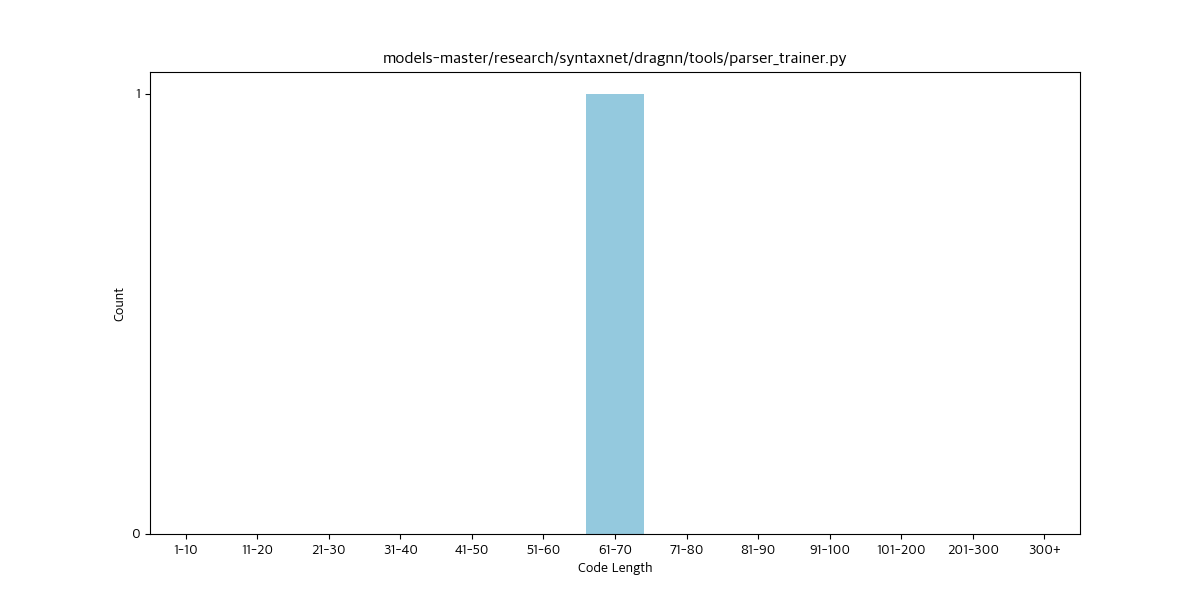 models-master/research/syntaxnet/dragnn/tools/parser_trainer.py
1
Count
0
1-10 11-20 21-30 31-40 41-50 51-60 61-70 71-80 81-90 91-100 101-200 201-300 300+
Code Length